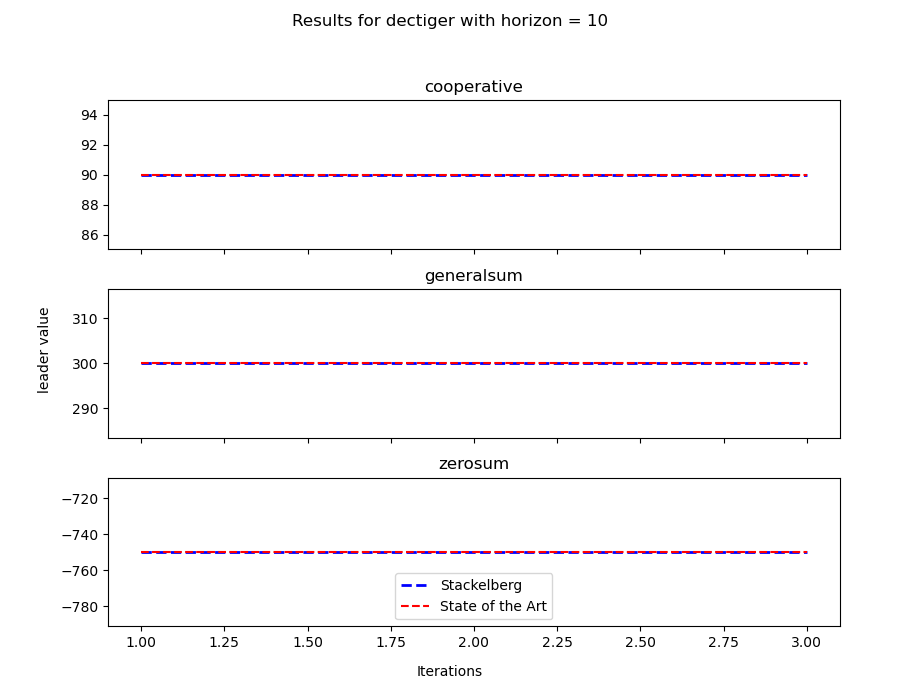 Results for dectiger with horizon = 10
cooperative
94
92
90
88
86
generalsum
310
300
290
leader value
zerosum
−720
−740
−760
−780
Stackelberg
State of the Art
1.00 1.25 1.50 1.75 2.00 2.25 2.50 2.75 3.00
Iterations